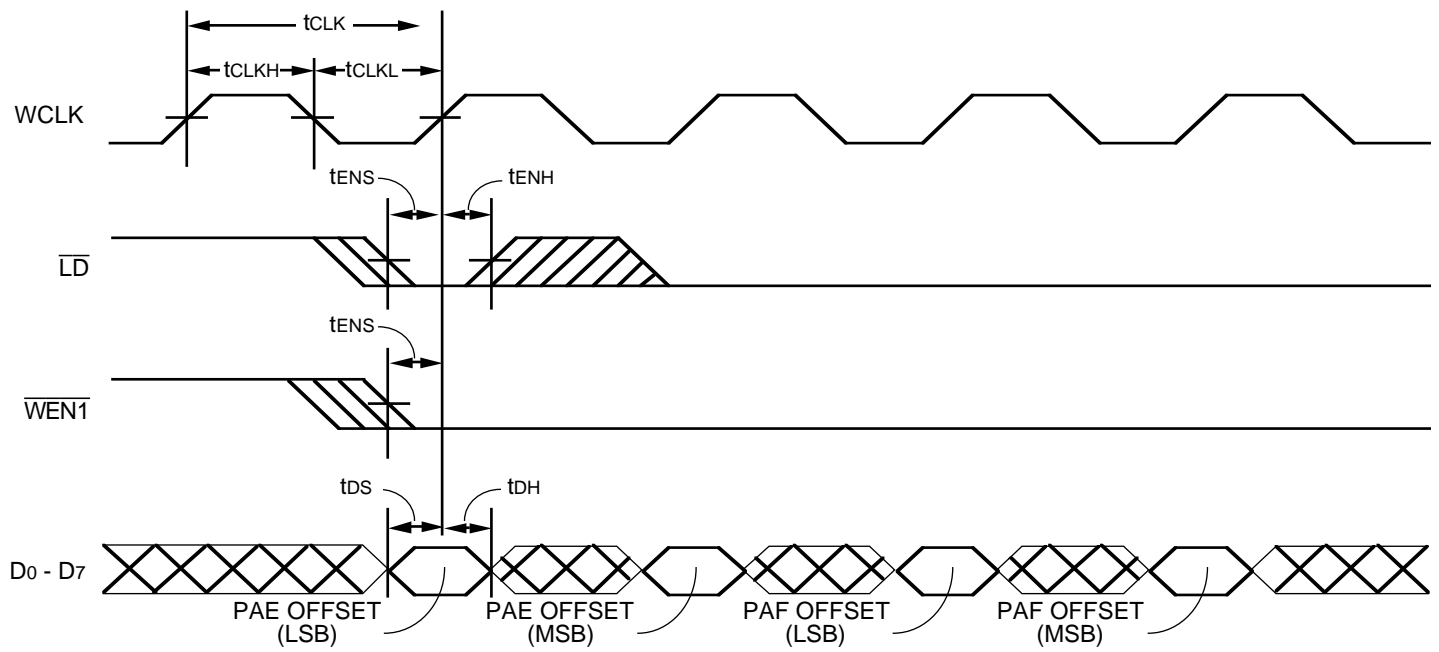 tCLK
tCLKH
tCLKL
WCLK
tENS
tENH
LD
tENS
WEN1
tDS
tDH
D0 - D7
PAE OFFSET
(LSB)
PAE OFFSET
(MSB)
PAF OFFSET
(LSB)
PAF OFFSET
(MSB)